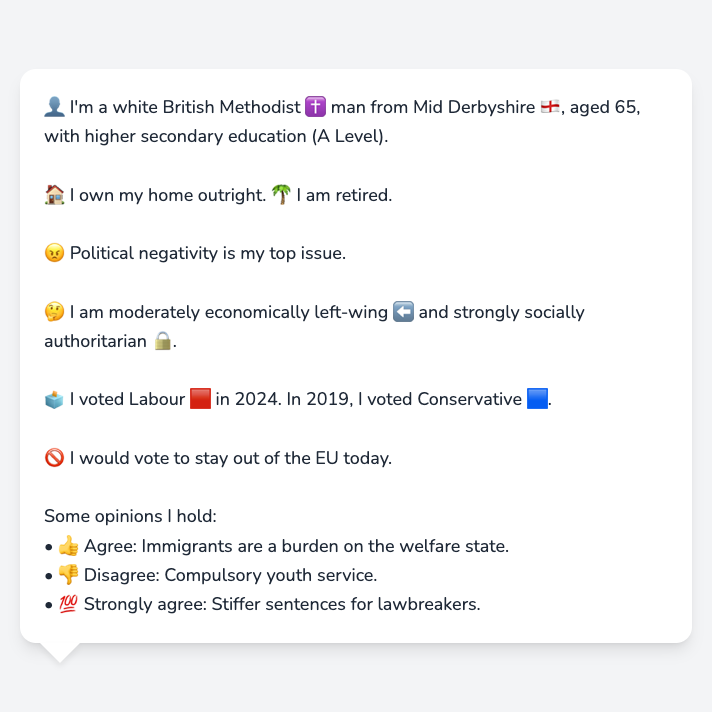 👤 I'm a white British Methodist ✝️ man from Mid Derbyshire 🏴󠁧󠁢󠁥󠁮󠁧󠁿, aged 65,
with higher secondary education (A Level).
🏠 I own my home outright. 🌴 I am retired.
😠 Political negativity is my top issue.
🤔 I am moderately economically left-wing ⬅️ and strongly socially
authoritarian 🔒.
🗳️ I voted Labour 🟥 in 2024. In 2019, I voted Conservative 🟦.
🚫 I would vote to stay out of the EU today.
Some opinions I hold:
• 👍 Agree: Immigrants are a burden on the welfare state.
• 👎 Disagree: Compulsory youth service.
• 💯 Strongly agree: Stiffer sentences for lawbreakers.